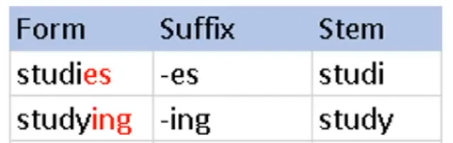 Form Suffix Stem
studies -es studi
studying -ing study